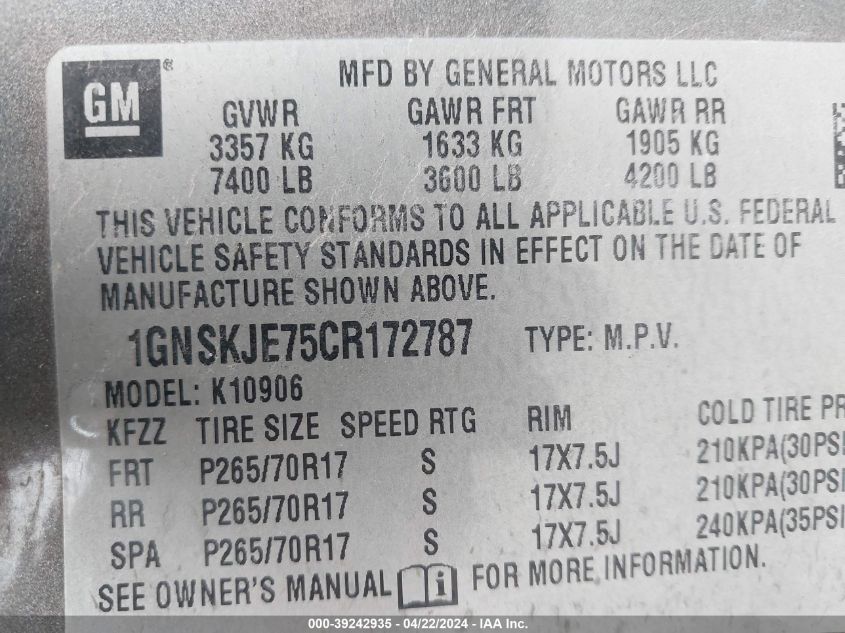 GM ®
MFD BY GENERAL MOTORS LLC
GVWR GAWR FRT GAWR RR
3357 KG 1633 KG 1905 KG
7400 LB 3600 LB 4200 LB
THIS VEHICLE CONFORMS TO ALL APPLICABLE U.S. FEDERAL
VEHICLE SAFETY STANDARDS IN EFFECT ON THE DATE OF
MANUFACTURE SHOWN ABOVE.
1GNSKJE75CR172787 TYPE: M.P.V.
MODEL: K10906
KFZZ TIRE SIZE SPEED RTG RIM COLD TIRE PR
FRT P265/70R17 S 17X7.5J 210KPA(30PSI
RR P265/70R17 S 17X7.5J 210KPA(30PSI
SPA P265/70R17 S 17X7.5J 240KPA(35PSI
SEE OWNER'S MANUAL i FOR MORE INFORMATION.
000-39242935 - 04/22/2024 - IAA Inc.